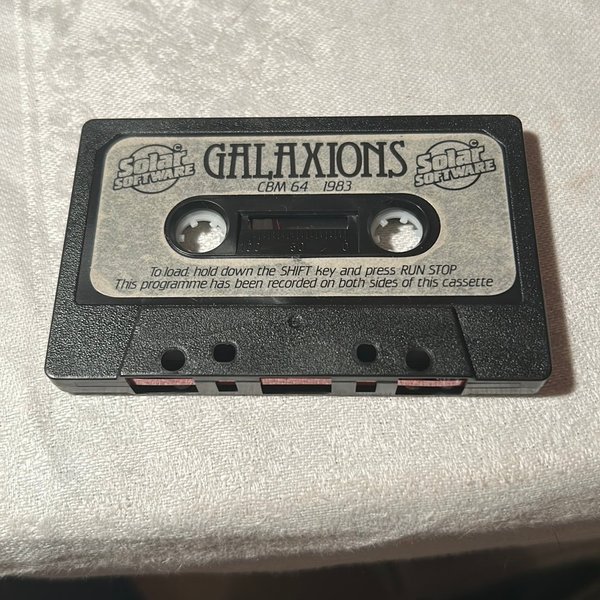 © Solar SOFTWARE
GALAXIONS
© Solar SOFTWARE
CBM 64 1983
To load, hold down the SHIFT key and press RUN STOP
This programme has been recorded on both sides of this cassette